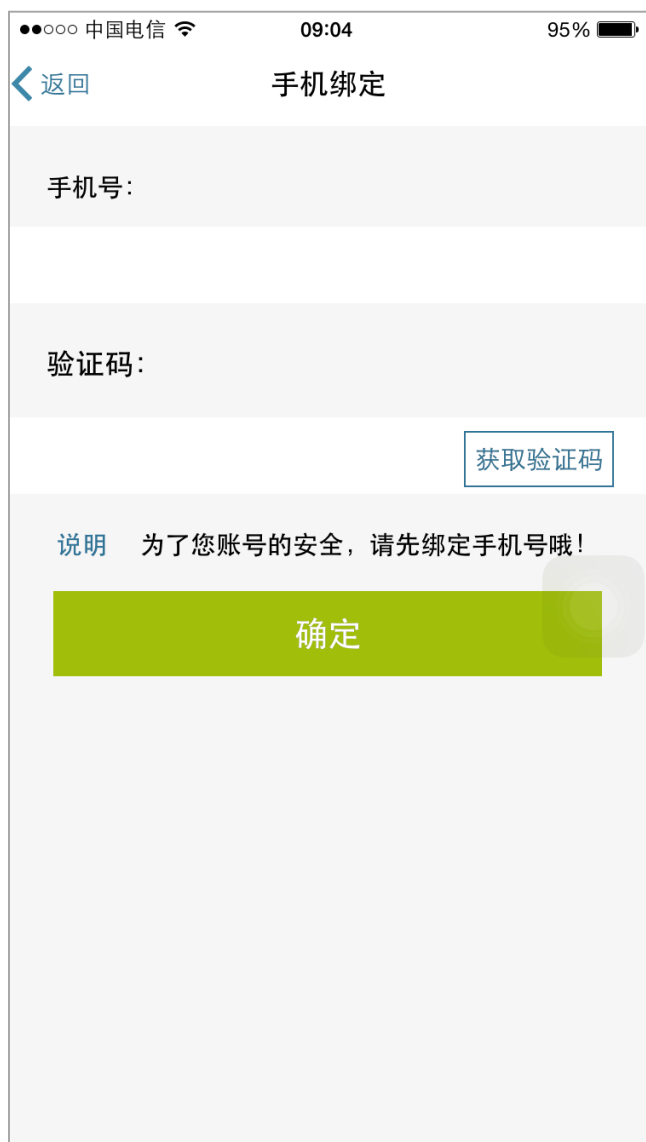 中国电信 09:04 95%
返回 手机绑定
手机号：
验证码：
获取验证码
说明 为了您账号的安全，请先绑定手机号哦！
确定